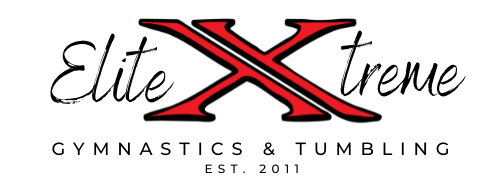 Elite Xtreme
GYMNASTICS & TUMBLING
EST. 2011